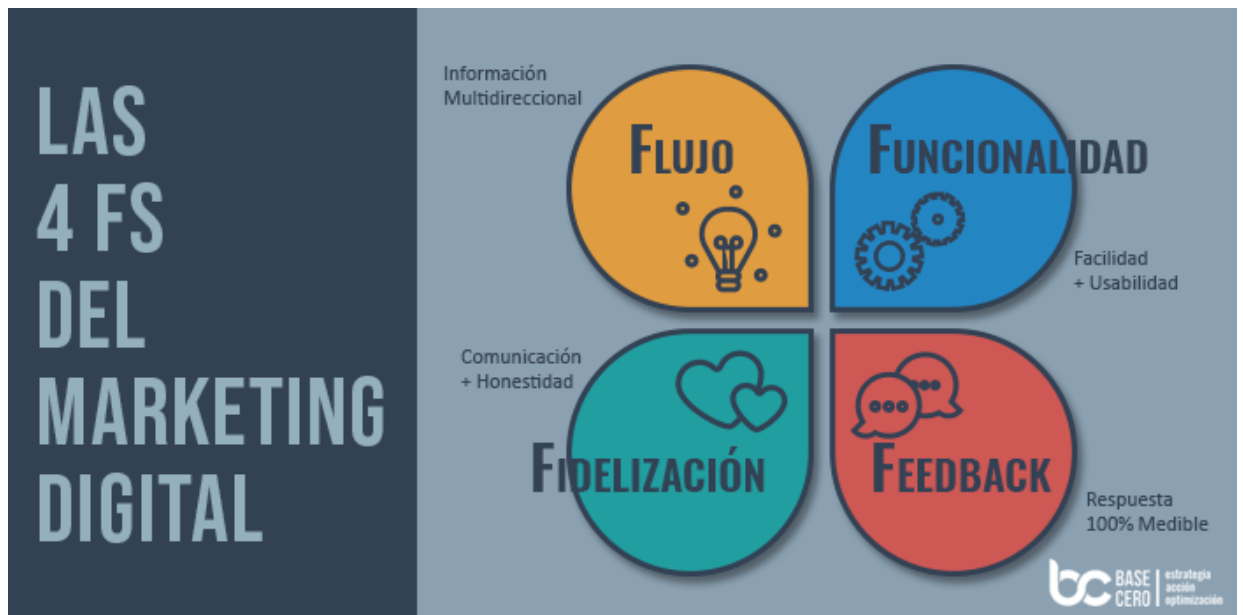 LAS
4 FS
DEL
MARKETING
DIGITAL
Información
Multidireccional
FLUJO
FUNCIONALIDAD
Facilidad
+ Usabilidad
Comunicación
+ Honestidad
FIDELIZACIÓN
FEEDBACK
Respuesta
100% Medible
bc
BASE
CERO
estrategia
acción
optimización